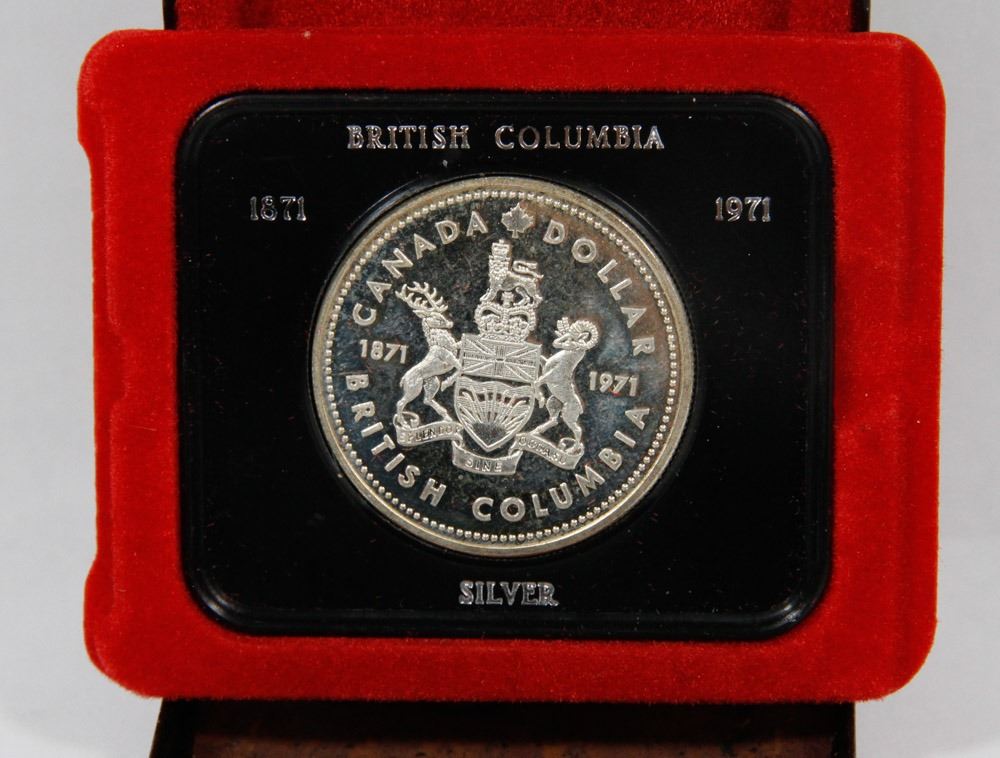 BRITISH COLUMBIA
1871 1971
CANADA DOLLAR
1871 1971
SPLENDOR SINE OCCASU
BRITISH COLUMBIA
SILVER